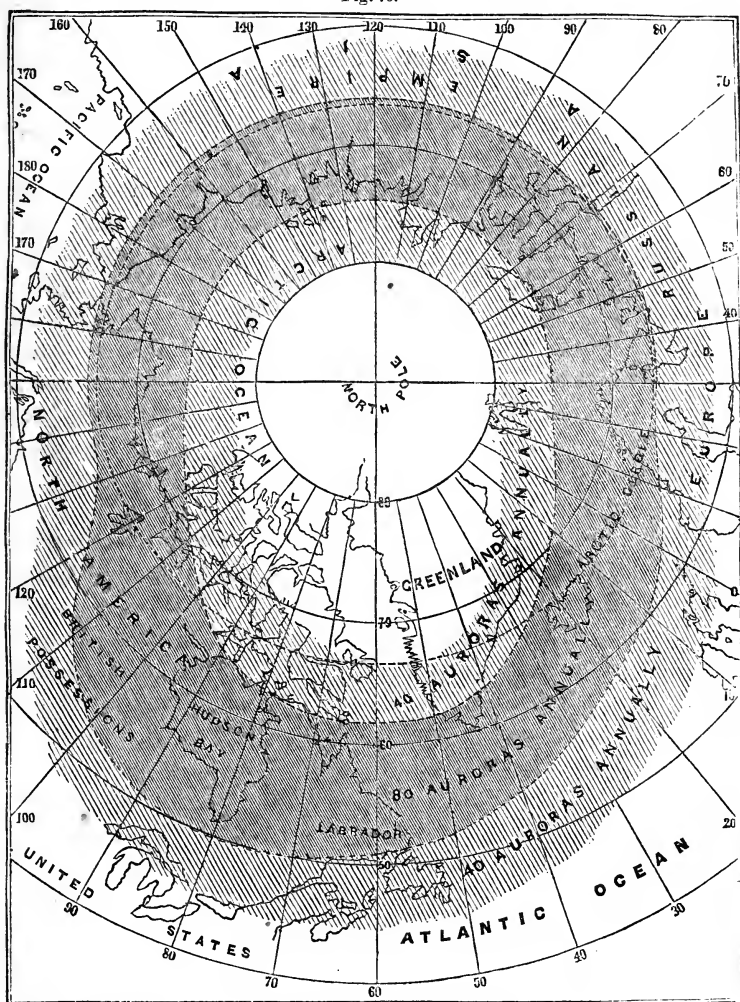 160
150
140
130
120
110
100
90
80
170
180
170
70
60
50
40
PACIFIC OCEAN
RUSSIAN
EMPIRE
ASIA
EUROPE
ARCTIC OCEAN
NORTH POLE
NORTH AMERICA
80
GREENLAND
70
40 AURORAS ANNUALLY
ARCTIC CIRCLE
BRITISH
POSSESSIONS
HUDSON
BAY
60
80 AURORAS ANNUALLY
LABRADOR
50
40 AURORAS ANNUALLY
120
110
100
20
UNITED STATES
ATLANTIC OCEAN
90
80
70
60
50
40
30